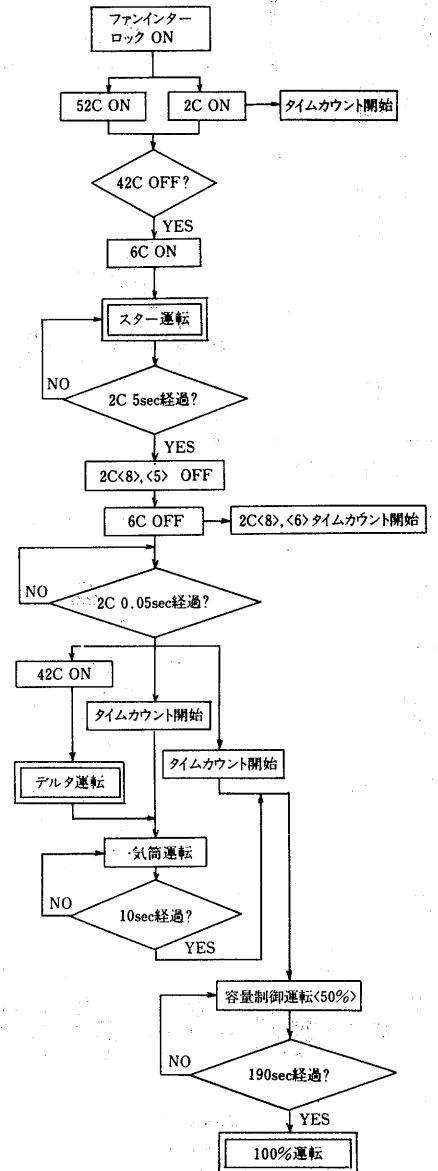 ファンインター
ロック ON
52C ON
2C ON
タイムカウント開始
42C OFF?
YES
6C ON
スター運転
NO
2C 5sec経過?
YES
2C<8>,<5> OFF
6C OFF
2C<8>,<6>タイムカウント開始
NO
2C 0.05sec経過?
42C ON
タイムカウント開始
タイムカウント開始
デルタ運転
一気筒運転
NO
10sec経過?
YES
容量制御運転<50%>
NO
190sec経過?
YES
100%運転